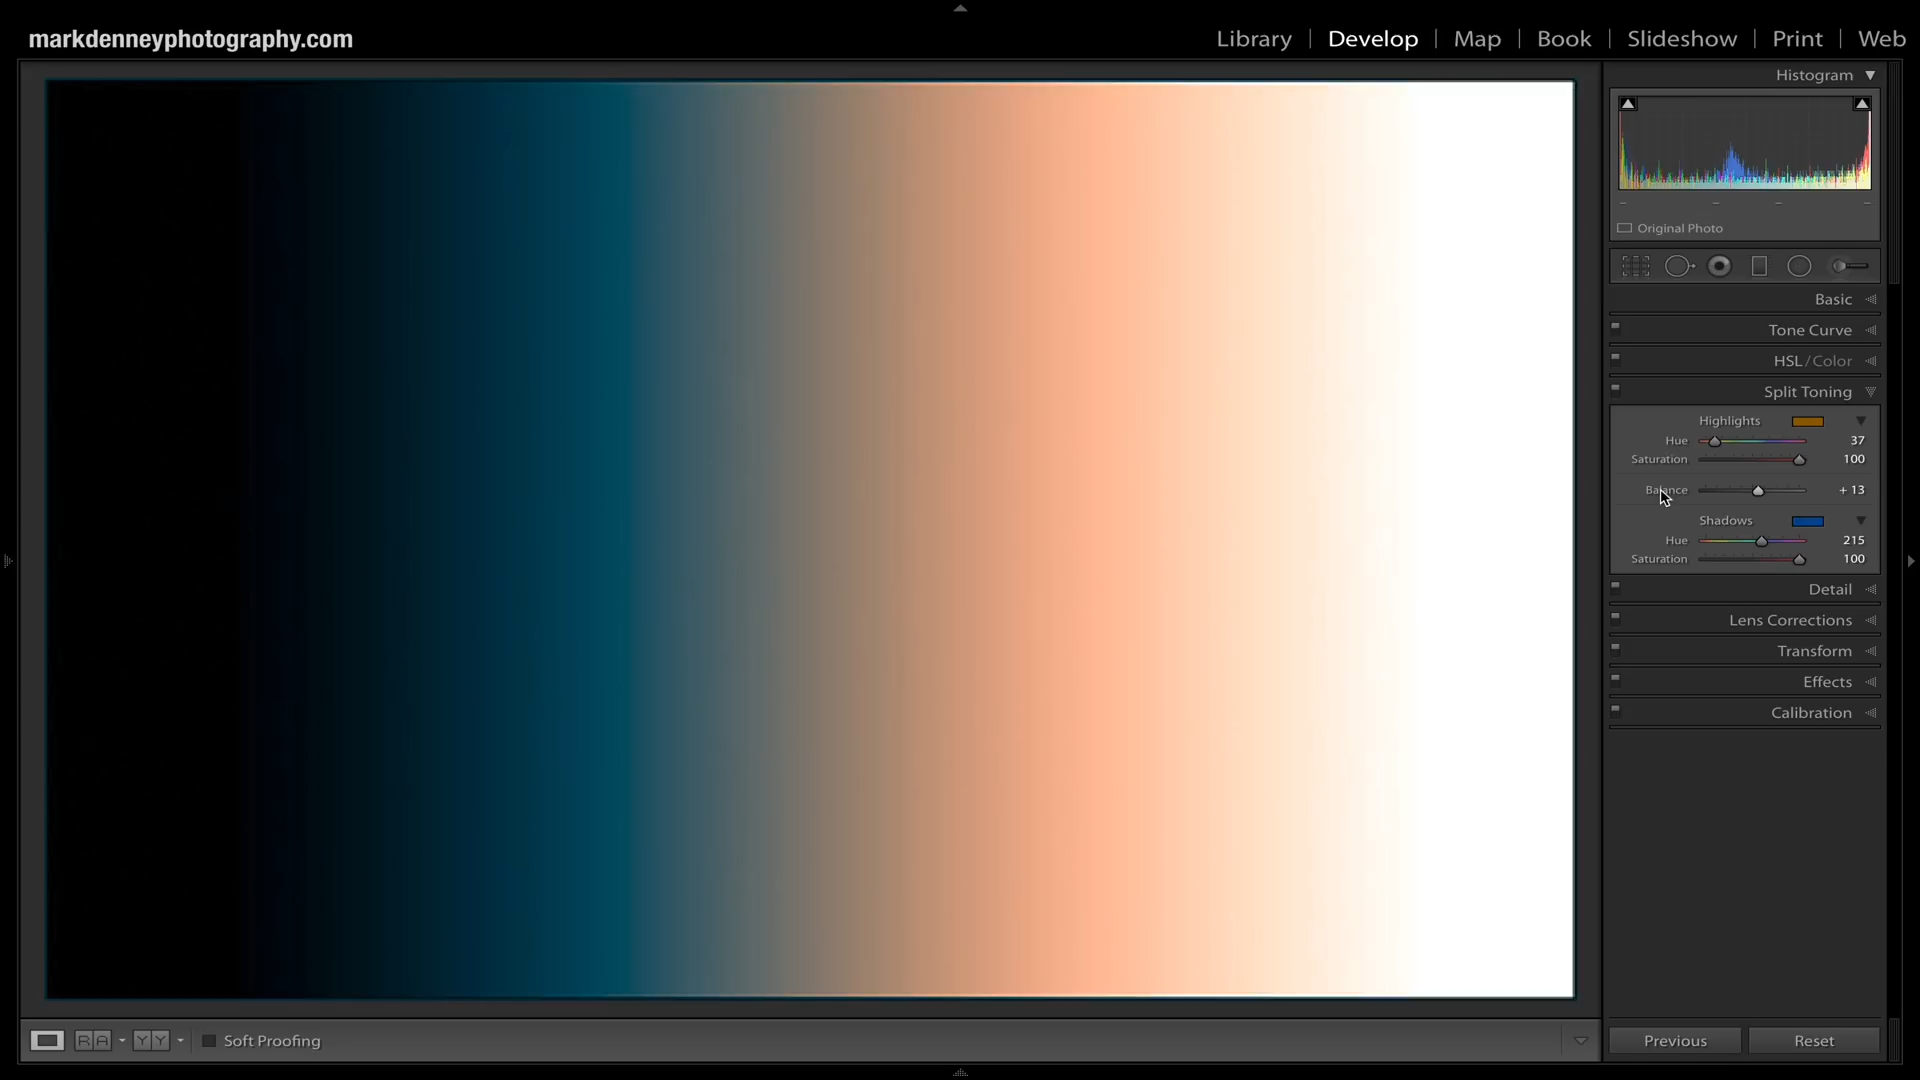 markdenneyphotography.com
Library | Develop | Map | Book | Slideshow | Print | Web
Histogram
Original Photo
Basic
Tone Curve
HSL / Color
Split Toning
Highlights
Hue 37
Saturation 100
Balance + 13
Shadows
Hue 215
Saturation 100
Detail
Lens Corrections
Transform
Effects
Calibration
R A Y Y Soft Proofing
Previous Reset